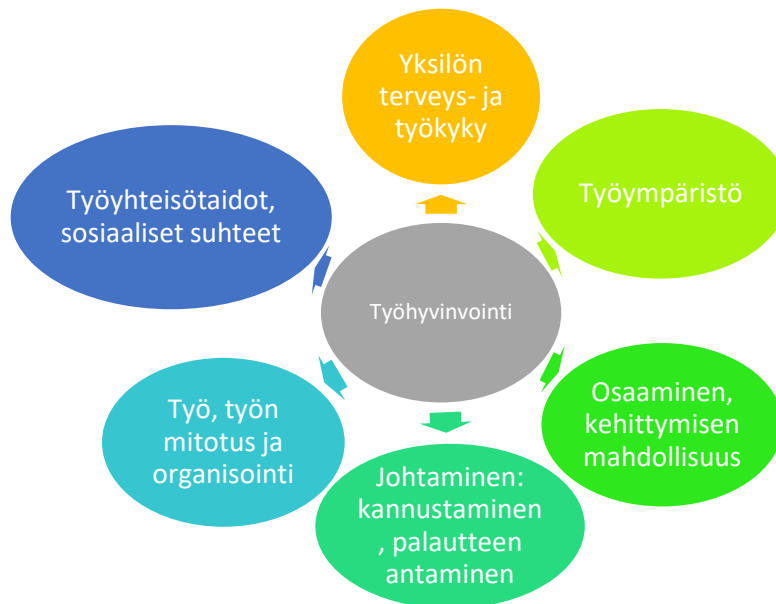 Yksilön
terveys- ja
työkyky
Työympäristö
Osaaminen,
kehittymisen
mahdollisuus
Johtaminen:
kannustaminen
, palautteen
antaminen
Työ, työn
mitotus ja
organisointi
Työyhteisötaidot,
sosiaaliset suhteet
Työhyvinvointi